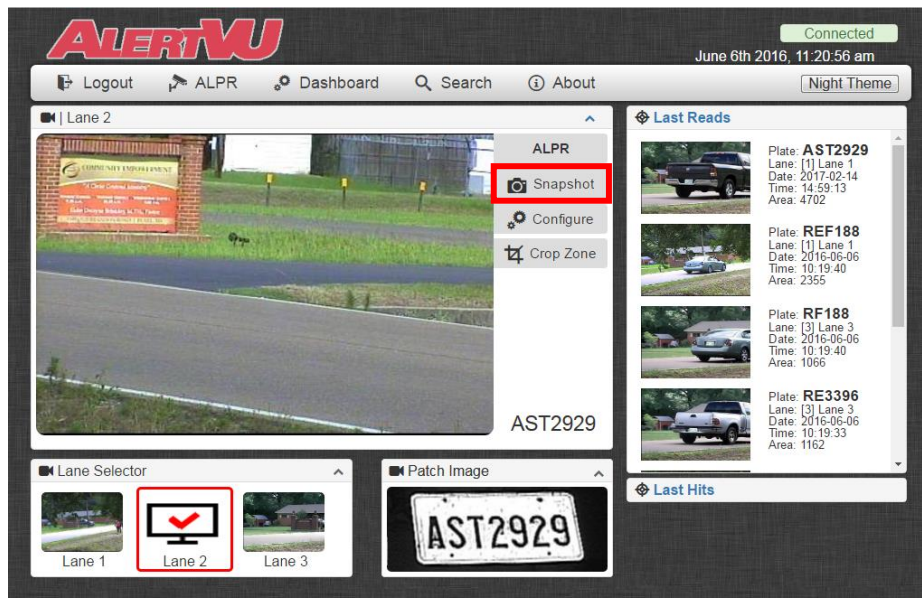 ALERTVU
Connected
June 6th 2016, 11:20:56 am
Logout ALPR Dashboard Search About Night Theme
| Lane 2
COMMUNITY EMPOWERMENT
ALPR
Snapshot
Configure
Crop Zone
AST2929
Lane Selector
Lane 1 Lane 2 Lane 3
Patch Image
AST2929
Last Reads
Plate: AST2929
Lane: [1] Lane 1
Date: 2017-02-14
Time: 14:59:13
Area: 4702
Plate: REF188
Lane: [1] Lane 1
Date: 2016-06-06
Time: 10:19:40
Area: 2355
Plate: RF188
Lane: [3] Lane 3
Date: 2016-06-06
Time: 10:19:40
Area: 1066
Plate: RE3396
Lane: [3] Lane 3
Date: 2016-06-06
Time: 10:19:33
Area: 1162
Last Hits